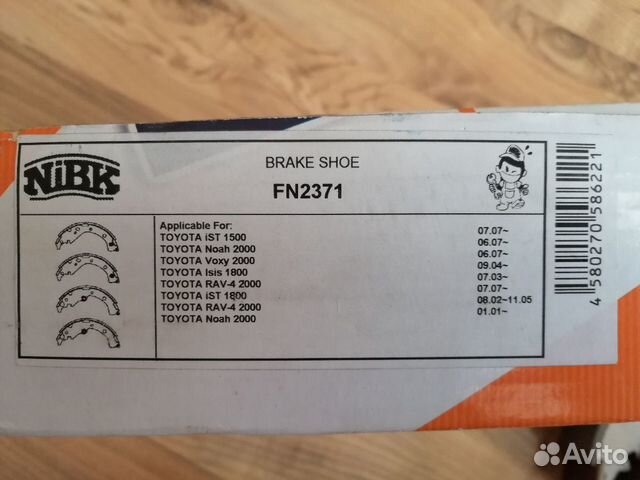 NiBK
BRAKE SHOE
FN2371
Applicable For:
TOYOTA iST 1500 07.07~
TOYOTA Noah 2000 06.07~
TOYOTA Voxy 2000 06.07~
TOYOTA Isis 1800 09.04~
TOYOTA RAV-4 2000 07.03~
TOYOTA iST 1800 07.07~
TOYOTA RAV-4 2000 08.02~11.05
TOYOTA Noah 2000 01.01~
4 580270 586221
Avito